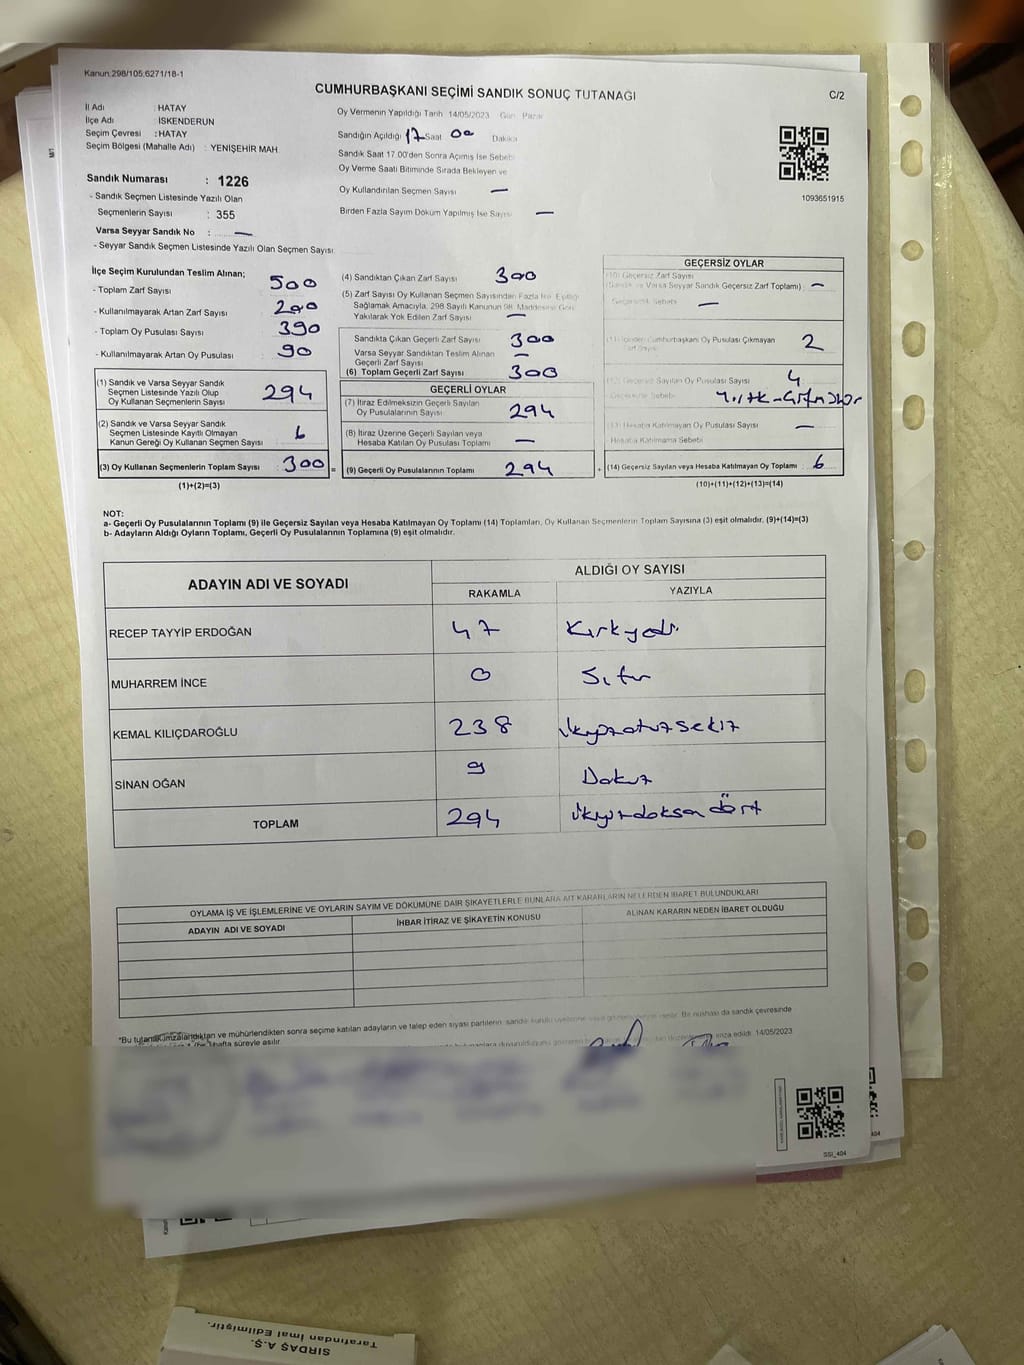 Kanun:298/105;6271/18-1
CUMHURBAŞKANI SEÇİMİ SANDIK SONUÇ TUTANAĞI
C/2
İl Adı : HATAY
İlçe Adı : İSKENDERUN
Seçim Çevresi : HATAY
Seçim Bölgesi (Mahalle Adı) : YENİŞEHİR MAH
Sandık Numarası : 1226
- Sandık Seçmen Listesinde Yazılı Olan
Seçmenlerin Sayısı : 355
Varsa Seyyar Sandık No : —
- Seyyar Sandık Seçmen Listesinde Yazılı Olan Seçmen Sayısı
Oy Vermenin Yapıldığı Tarih 14/05/2023 Gün Pazar
Sandığın Açıldığı 17 Saat 00 Dakika
Sandık Saat 17.00'den Sonra Açımış İse Sebebi
Oy Verme Saati Bitiminde Sırada Bekleyen ve
Oy Kullandırılan Seçmen Sayısı —
Birden Fazla Sayım Döküm Yapılmış İse Sayısı —
1093651915
İlçe Seçim Kurulundan Teslim Alınan;
- Toplam Zarf Sayısı 500
- Kullanılmayarak Artan Zarf Sayısı 200
- Toplam Oy Pusulası Sayısı 390
- Kullanılmayarak Artan Oy Pusulası 90
(1) Sandık ve Varsa Seyyar Sandık
Seçmen Listesinde Yazılı Olup
Oy Kullanan Seçmenlerin Sayısı 294
(2) Sandık ve Varsa Seyyar Sandık
Seçmen Listesinde Kayıtlı Olmayan
Kanun Gereği Oy Kullanan Seçmen Sayısı 6
(3) Oy Kullanan Seçmenlerin Toplam Sayısı 300 =
(1)+(2)=(3)
(4) Sandıktan Çıkan Zarf Sayısı 300
(5) Zarf Sayısı Oy Kullanan Seçmen Sayısından Fazla İse, Eşitliği
Sağlamak Amacıyla, 298 Sayılı Kanunun 98. Maddesine Göre
Yakılarak Yok Edilen Zarf Sayısı —
Sandıkta Çıkan Geçerli Zarf Sayısı 300
Varsa Seyyar Sandıktan Teslim Alınan
Geçerli Zarf Sayısı —
(6) Toplam Geçerli Zarf Sayısı 300
GEÇERLİ OYLAR
(7) İtiraz Edilmeksizin Geçerli Sayılan
Oy Pusulalarının Sayısı 294
(8) İtiraz Üzerine Geçerli Sayılan veya
Hesaba Katılan Oy Pusulası Toplamı —
(9) Geçerli Oy Pusulalarının Toplamı 294 +
GEÇERSİZ OYLAR
(10) Geçersiz Zarf Sayısı
(Sandık ve Varsa Seyyar Sandık Geçersiz Zarf Toplamı) —
Geçersizlik Sebebi —
(11) İçinden Cumhurbaşkanı Oy Pusulası Çıkmayan
Zarf Sayısı 2
(12) Geçersiz Sayılan Oy Pusulası Sayısı 4
Geçersizlik Sebebi
(13) Hesaba Katılmayan Oy Pusulası Sayısı —
Hesaba Katılmama Sebebi
(14) Geçersiz Sayılan veya Hesaba Katılmayan Oy Toplamı 6
(10)+(11)+(12)+(13)=(14)
NOT:
a- Geçerli Oy Pusulalarının Toplamı (9) ile Geçersiz Sayılan veya Hesaba Katılmayan Oy Toplamı (14) Toplamları, Oy Kullanan Seçmenlerin Toplam Sayısına (3) eşit olmalıdır. (9)+(14)=(3)
b- Adayların Aldığı Oyların Toplamı, Geçerli Oy Pusulalarının Toplamına (9) eşit olmalıdır.
ADAYIN ADI VE SOYADI
ALDIĞI OY SAYISI
RAKAMLA YAZIYLA
RECEP TAYYİP ERDOĞAN 47 Kırkyedi
MUHARREM İNCE 0 Sıfır
KEMAL KILIÇDAROĞLU 238 ikiyüzotuzsekiz
SİNAN OĞAN 9 Dokuz
TOPLAM 294 ikiyüzdoksan dört
OYLAMA İŞ VE İŞLEMLERİNE VE OYLARIN SAYIM VE DÖKÜMÜNE DAİR ŞİKAYETLERLE BUNLARA AİT KARARLARIN NELERDEN İBARET BULUNDUKLARI
ADAYIN ADI VE SOYADI
İHBAR İTİRAZ VE ŞİKAYETİN KONUSU
ALINAN KARARIN NEDEN İBARET OLDUĞU
*Bu tutanak imzalandıktan ve mühürlendikten sonra seçime katılan adayların ve talep eden siyasi partilerin sandık kurulu üyelerine Bir nüshası da sandık çevresinde
hafta süreyle asılır. imza edildi. 14/05/2023
SSI_404
404
Tarafından İmal Edilmiştir.
SIRDAŞ A.Ş.